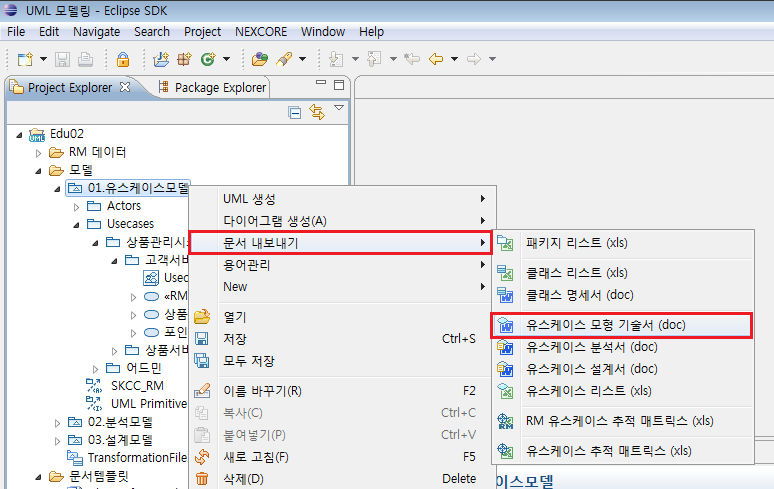 UML 모델링 - Eclipse SDK
File Edit Navigate Search Project NEXCORE Window Help
Project Explorer Package Explorer
Edu02
RM 데이터
모델
01.유스케이스모델
Actors
Usecases
상품관리시스
고객서비
Usec
«RM
상품
포인
상품서비
어드민
SKCC_RM
UML Primitive
02.분석모델
03.설계모델
TransformationFile
문서템플릿
UML 생성
다이어그램 생성(A)
문서 내보내기
용어관리
New
열기
저장 Ctrl+S
모두 저장
이름 바꾸기(R) F2
복사(C) Ctrl+C
붙여넣기(P) Ctrl+V
새로 고침(F) F5
삭제(D) Delete
패키지 리스트 (xls)
클래스 리스트 (xls)
클래스 명세서 (doc)
유스케이스 모형 기술서 (doc)
유스케이스 분석서 (doc)
유스케이스 설계서 (doc)
유스케이스 리스트 (xls)
RM 유스케이스 추적 매트릭스 (xls)
유스케이스 추적 매트릭스 (xls)
이스모델